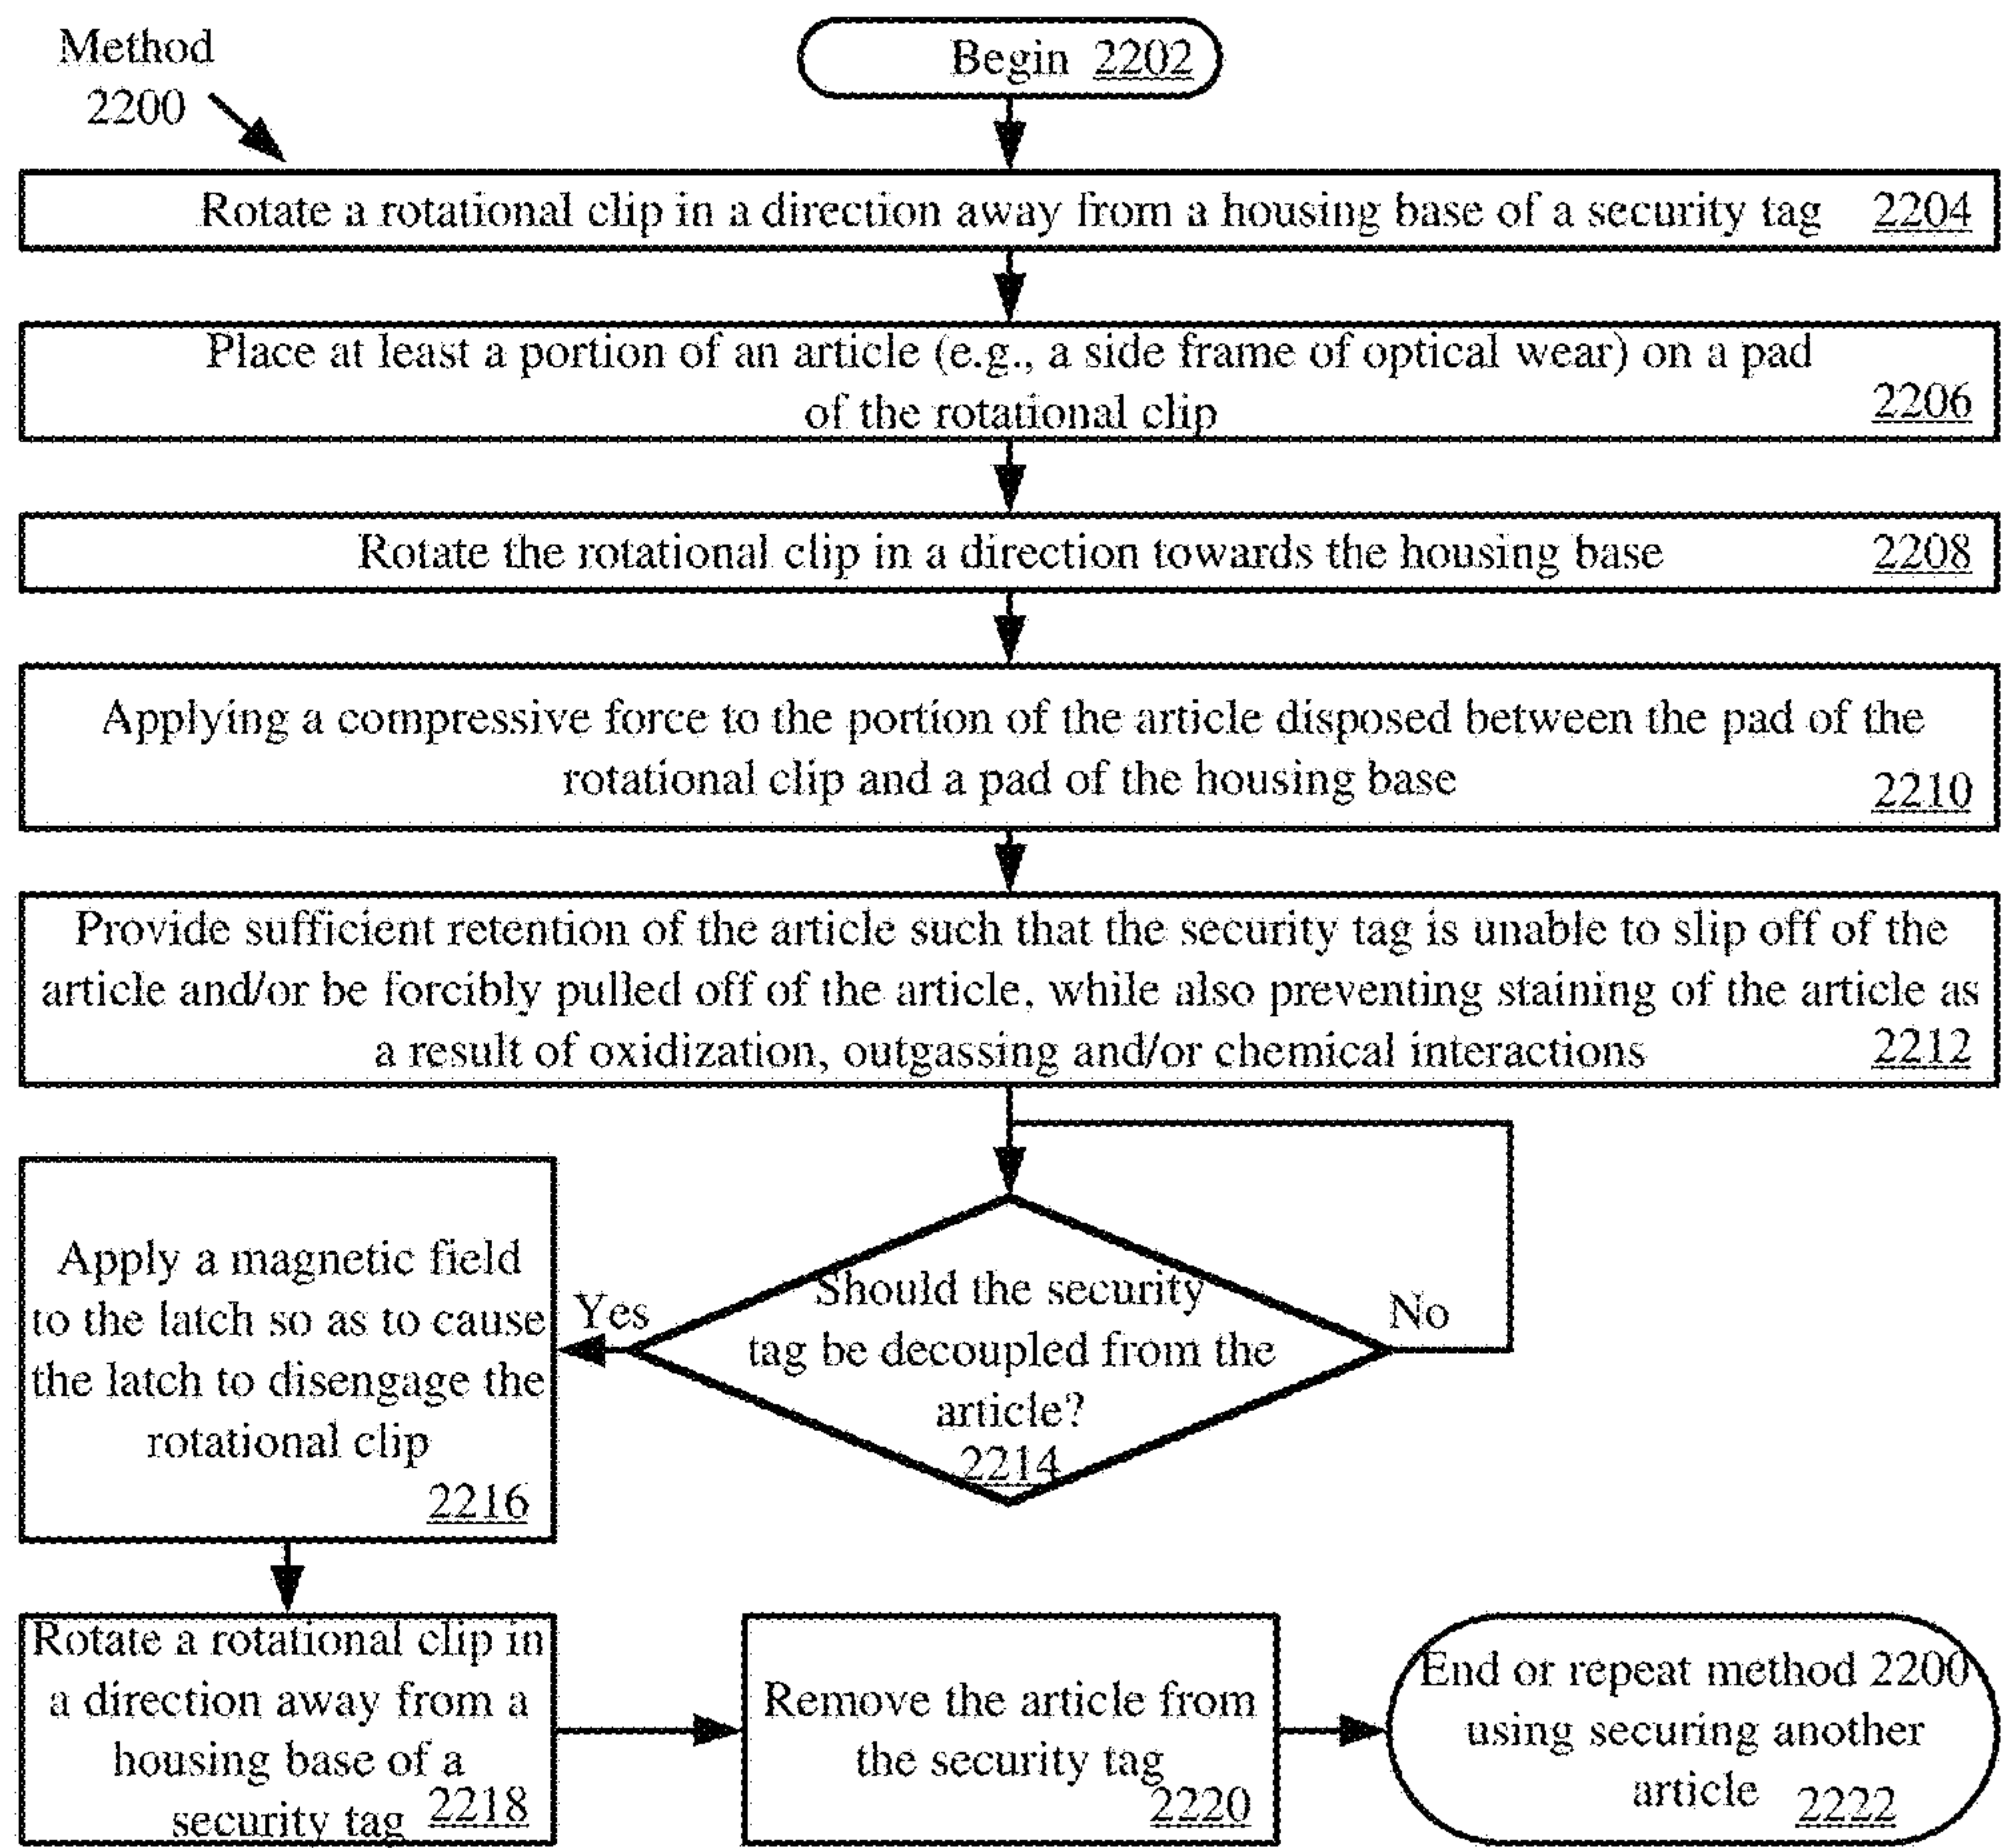 Method
2200
Begin 2202
Rotate a rotational clip in a direction away from a housing base of a security tag 2204
Place at least a portion of an article (e.g., a side frame of optical wear) on a pad
of the rotational clip
2206
Rotate the rotational clip in a direction towards the housing base 2208
Applying a compressive force to the portion of the article disposed between the pad of the
rotational clip and a pad of the housing base
2210
Provide sufficient retention of the article such that the security tag is unable to slip off of the
article and/or be forcibly pulled off of the article, while also preventing staining of the article as
a result of oxidization, outgassing and/or chemical interactions 2212
Should the security
tag be decoupled from the
article?
2214
Yes
No
Apply a magnetic field
to the latch so as to cause
the latch to disengage the
rotational clip
2216
Rotate a rotational clip in
a direction away from a
housing base of a
security tag 2218
Remove the article from
the security tag
2220
End or repeat method 2200
using securing another
article 2222